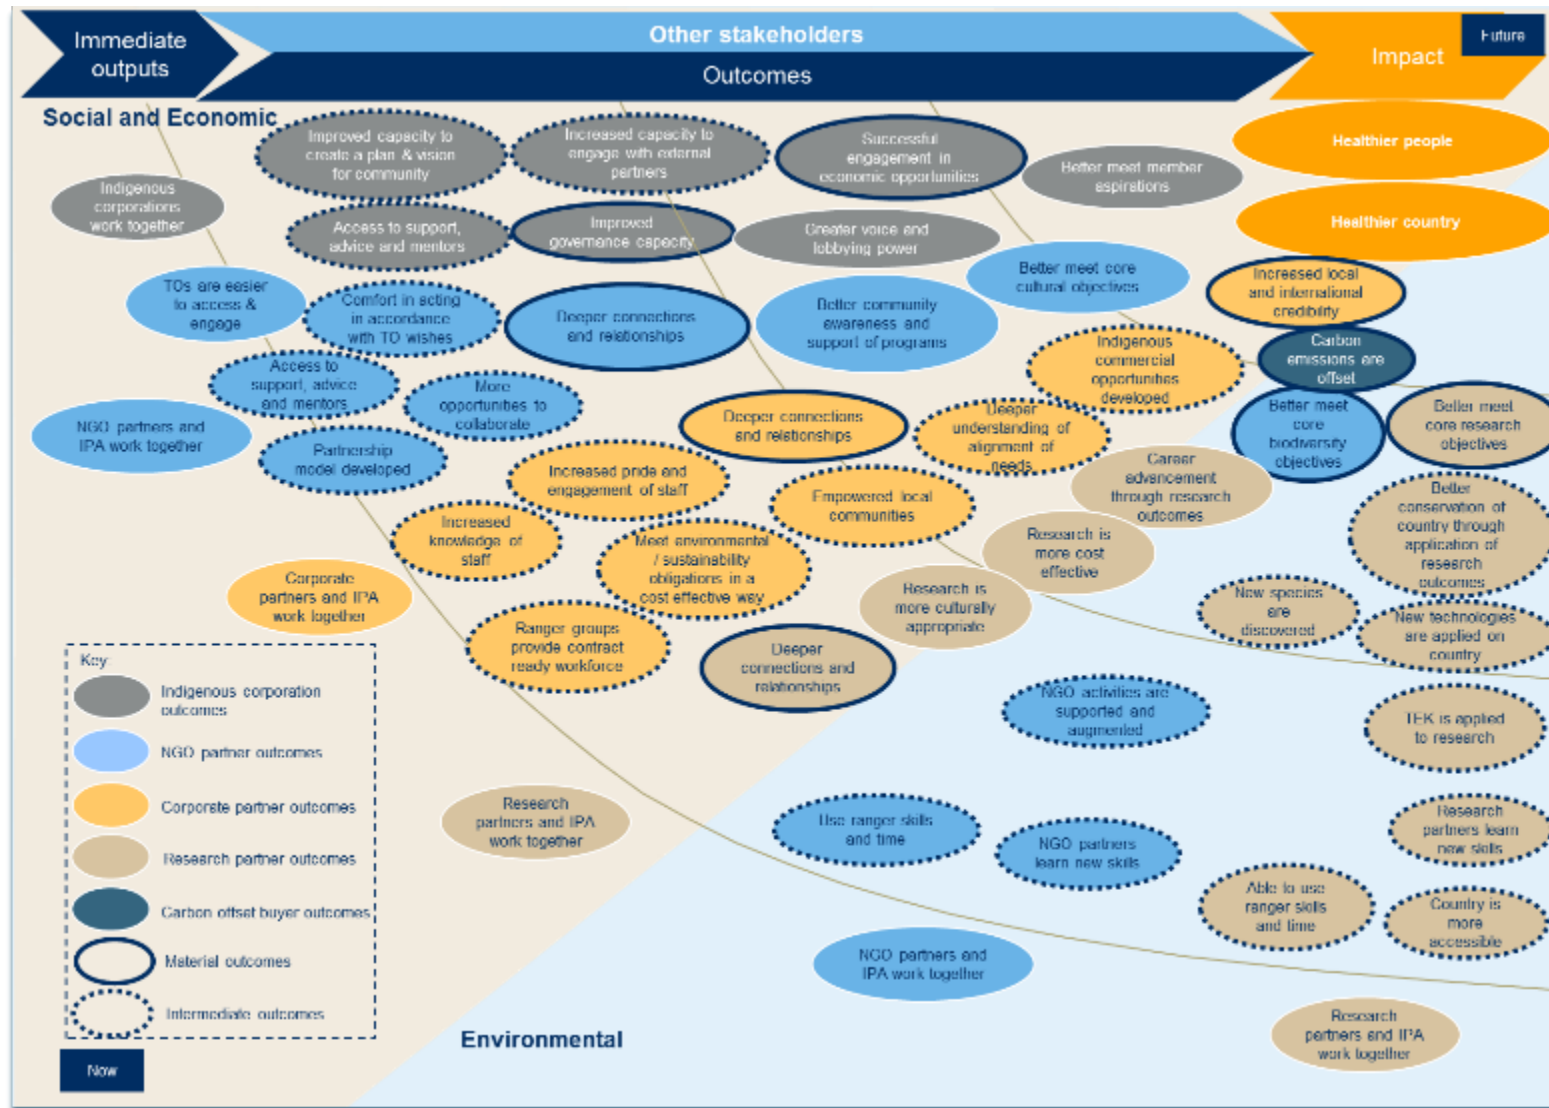 Immediate
outputs
Other stakeholders
Outcomes
Impact
Future
Social and Economic
Improved capacity to
create a plan & vision
for community
Increased capacity to
engage with external
partners
Successful
engagement in
economic opportunities
Better meet member
aspirations
Healthier people
Indigenous
corporations
work together
Access to support,
advice and mentors
Improved
governance capacity
Greater voice and
lobbying power
Healthier country
TOs are easier
to access &
engage
Comfort in acting
in accordance
with TO wishes
Deeper connections
and relationships
Better community
awareness and
support of programs
Better meet core
cultural objectives
Increased local
and international
credibility
Carbon
emissions are
offset
Indigenous
commercial
opportunities
developed
Access to
support, advice
and mentors
More
opportunities to
collaborate
Deeper connections
and relationships
Deeper
understanding of
alignment of
needs
Better meet
core
biodiversity
objectives
Better meet
core research
objectives
NGO partners and
IPA work together
Partnership
model developed
Increased pride and
engagement of staff
Empowered local
communities
Career
advancement
through research
outcomes
Better
conservation of
country through
application of
research
outcomes
Increased
knowledge of
staff
Meet environmental
/ sustainability
obligations in a
cost effective way
Research is
more cost
effective
Corporate
partners and IPA
work together
Research is
more culturally
appropriate
New species
are
discovered
New technologies
are applied on
country
Ranger groups
provide contract
ready workforce
Deeper
connections and
relationships
NGO activities are
supported and
augmented
TEK is applied
to research
Research
partners and IPA
work together
Use ranger skills
and time
NGO partners
learn new skills
Research
partners learn
new skills
Able to use
ranger skills
and time
Country is
more
accessible
NGO partners and
IPA work together
Research
partners and IPA
work together
Environmental
Key:
Indigenous corporation
outcomes
NGO partner outcomes
Corporate partner outcomes
Research partner outcomes
Carbon offset buyer outcomes
Material outcomes
Intermediate outcomes
Now